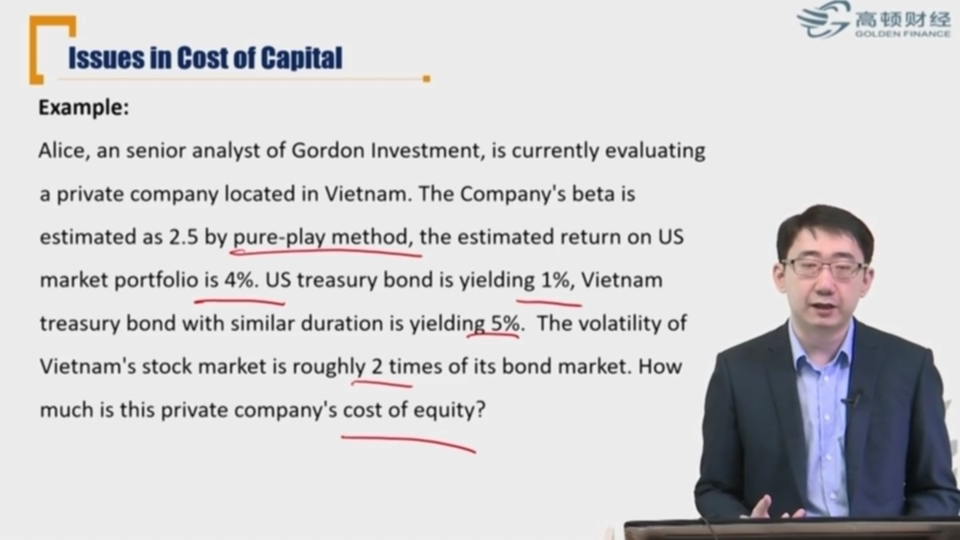 高顿财经
GOLDEN FINANCE
Issues in Cost of Capital
Example:
Alice, an senior analyst of Gordon Investment, is currently evaluating
a private company located in Vietnam. The Company's beta is
estimated as 2.5 by pure-play method, the estimated return on US
market portfolio is 4%. US treasury bond is yielding 1%, Vietnam
treasury bond with similar duration is yielding 5%. The volatility of
Vietnam's stock market is roughly 2 times of its bond market. How
much is this private company's cost of equity?